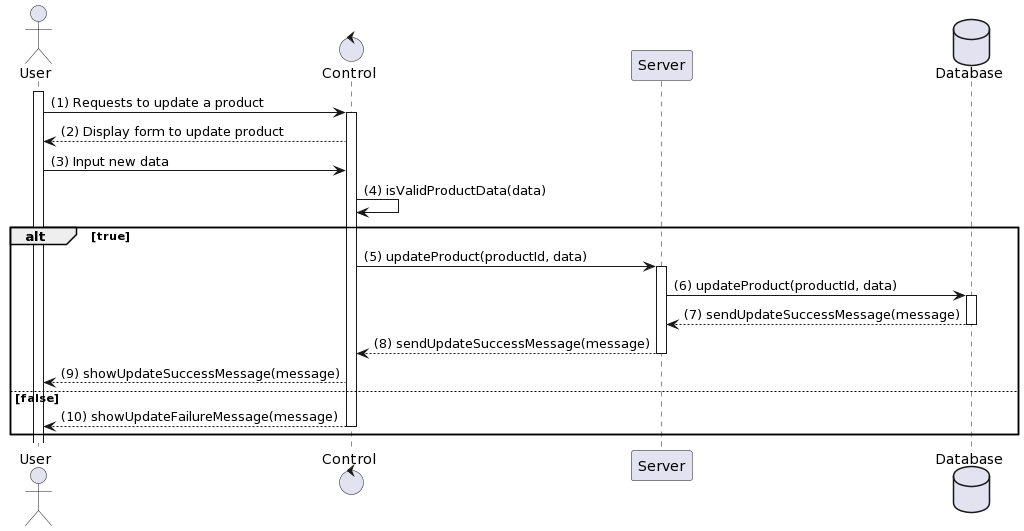 User
Control
Server
Database
(1) Requests to update a product
(2) Display form to update product
(3) Input new data
(4) isValidProductData(data)
alt [true]
(5) updateProduct(productId, data)
(6) updateProduct(productId, data)
(7) sendUpdateSuccessMessage(message)
(8) sendUpdateSuccessMessage(message)
(9) showUpdateSuccessMessage(message)
[false]
(10) showUpdateFailureMessage(message)
User
Control
Server
Database